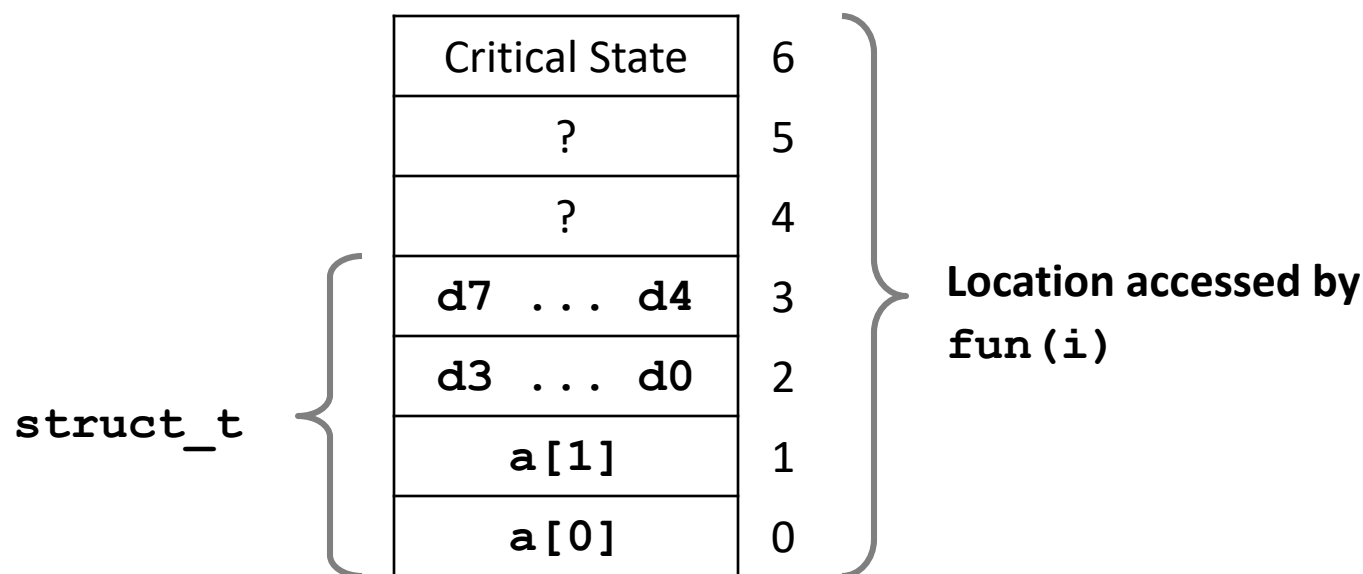 Critical State 6
? 5
? 4
d7 ... d4 3
d3 ... d0 2
a[1] 1
a[0] 0
struct_t
Location accessed by
fun(i)